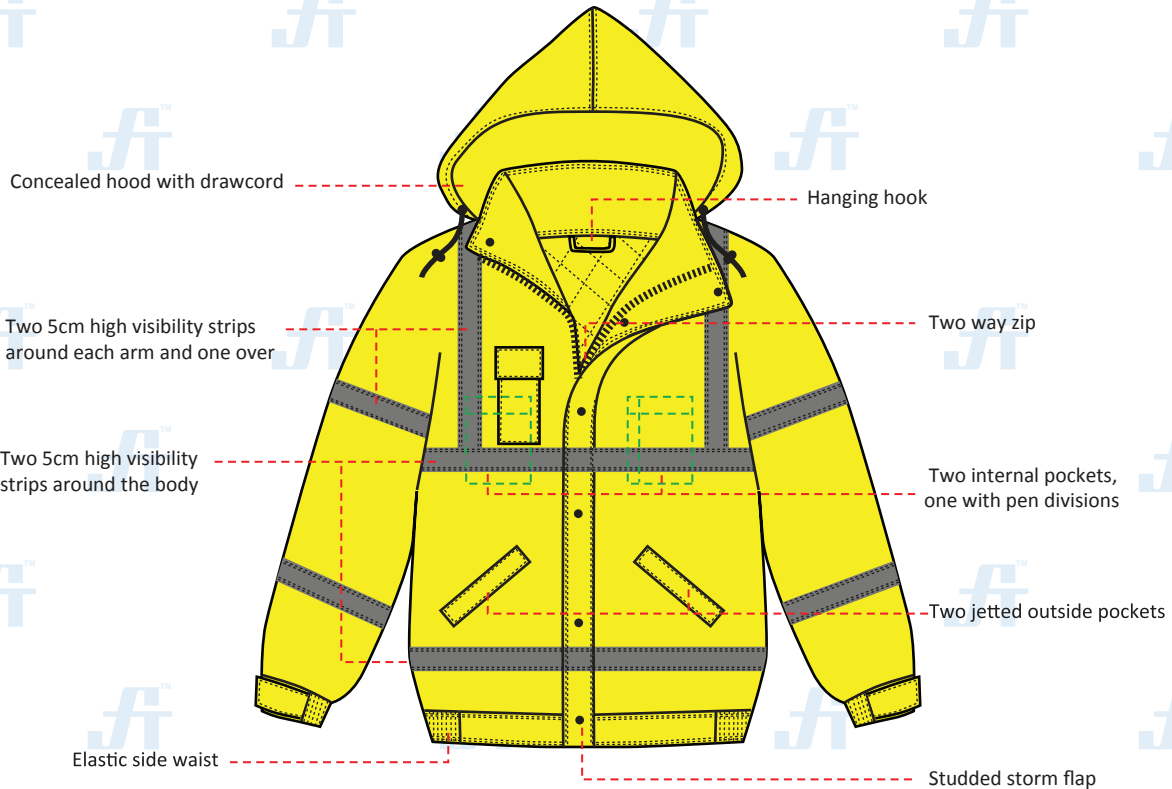 Concealed hood with drawcord
Hanging hook
Two 5cm high visibility strips
around each arm and one over
Two way zip
Two 5cm high visibility
strips around the body
Two internal pockets,
one with pen divisions
Two jetted outside pockets
Elastic side waist
Studded storm flap